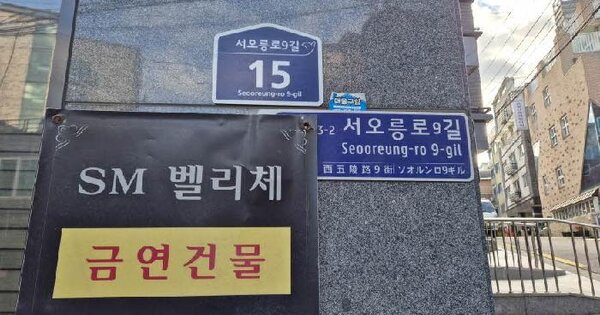 서오릉로9길
15
Seooreung-ro 9-gil
3-2 서오릉로9길
Seooreung-ro 9-gil
西五陵路9街 ソオルンロ9キル
SM 벨리체
금연건물